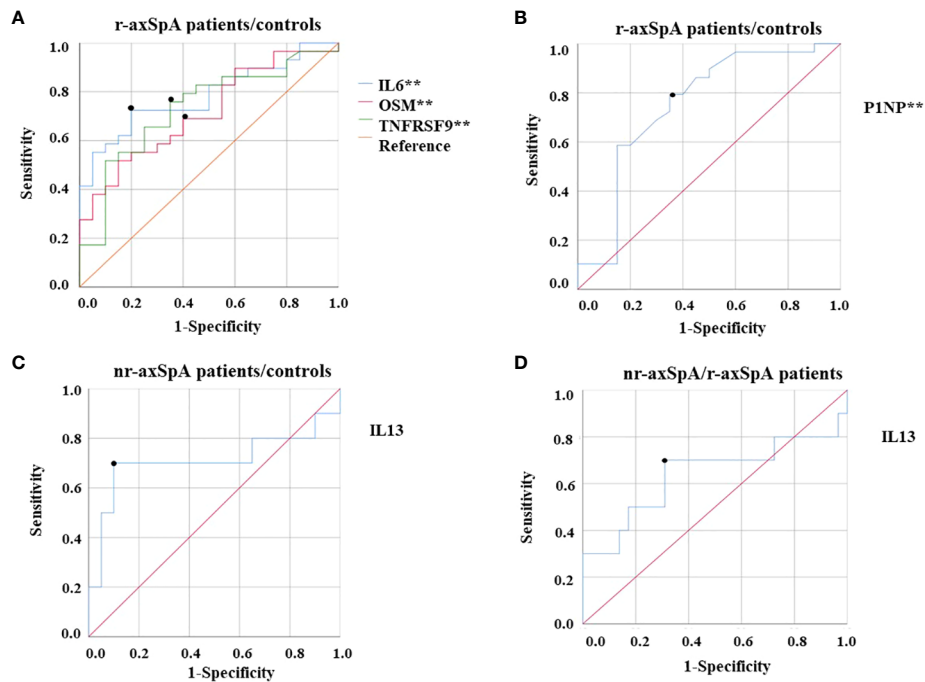 A
r-axSpA patients/controls
1.0
0.8
0.6
0.4
0.2
0.0
Sensitivity
0.0 0.2 0.4 0.6 0.8 1.0
1-Specificity
IL6**
OSM**
TNFRSF9**
Reference
B
r-axSpA patients/controls
1.0
0.8
0.6
0.4
0.2
0.0
Sensitivity
0.0 0.2 0.4 0.6 0.8 1.0
1-Specificity
P1NP**
C
nr-axSpA patients/controls
1.0
0.8
0.6
0.4
0.2
0.0
Sensitivity
0.0 0.2 0.4 0.6 0.8 1.0
1-Specificity
IL13
D
nr-axSpA/r-axSpA patients
1.0
0.8
0.6
0.4
0.2
0.0
Sensitivity
0.0 0.2 0.4 0.6 0.8 1.0
1-Specificity
IL13